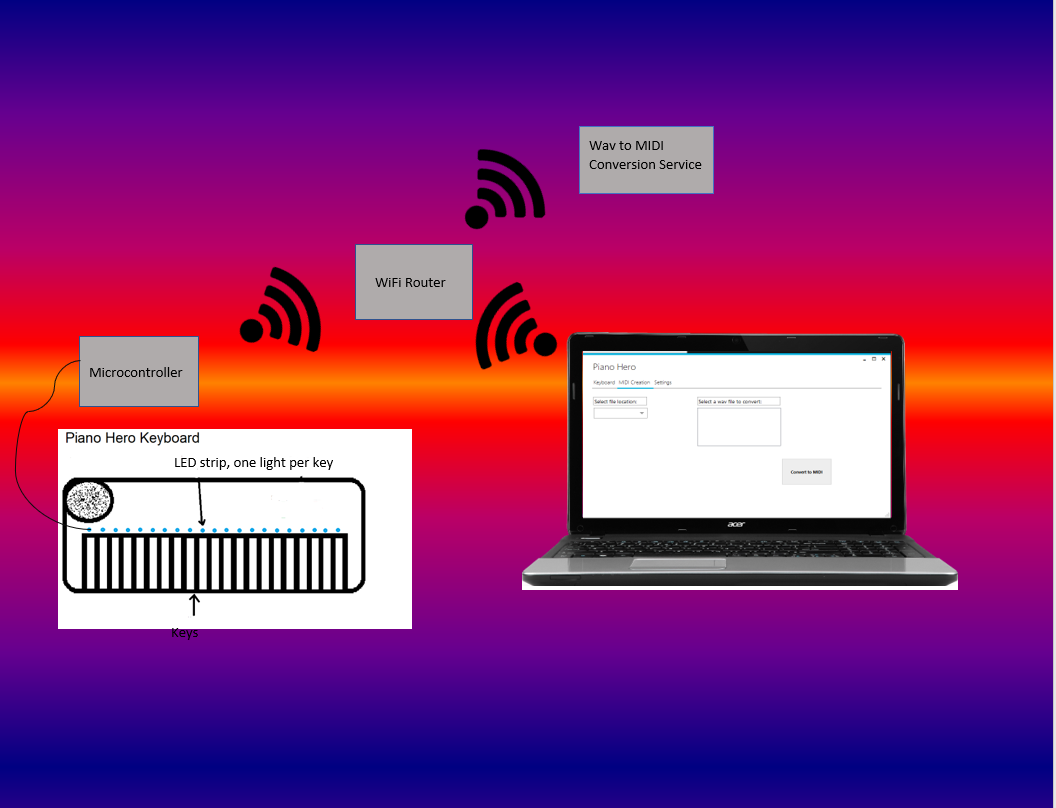 Wav to MIDI
Conversion Service
WiFi Router
Microcontroller
Piano Hero Keyboard
LED strip, one light per key
Keys
Piano Hero
Keyboard MIDI Creation Settings
Select file location:
Select a wav file to convert:
Convert to MIDI
acer